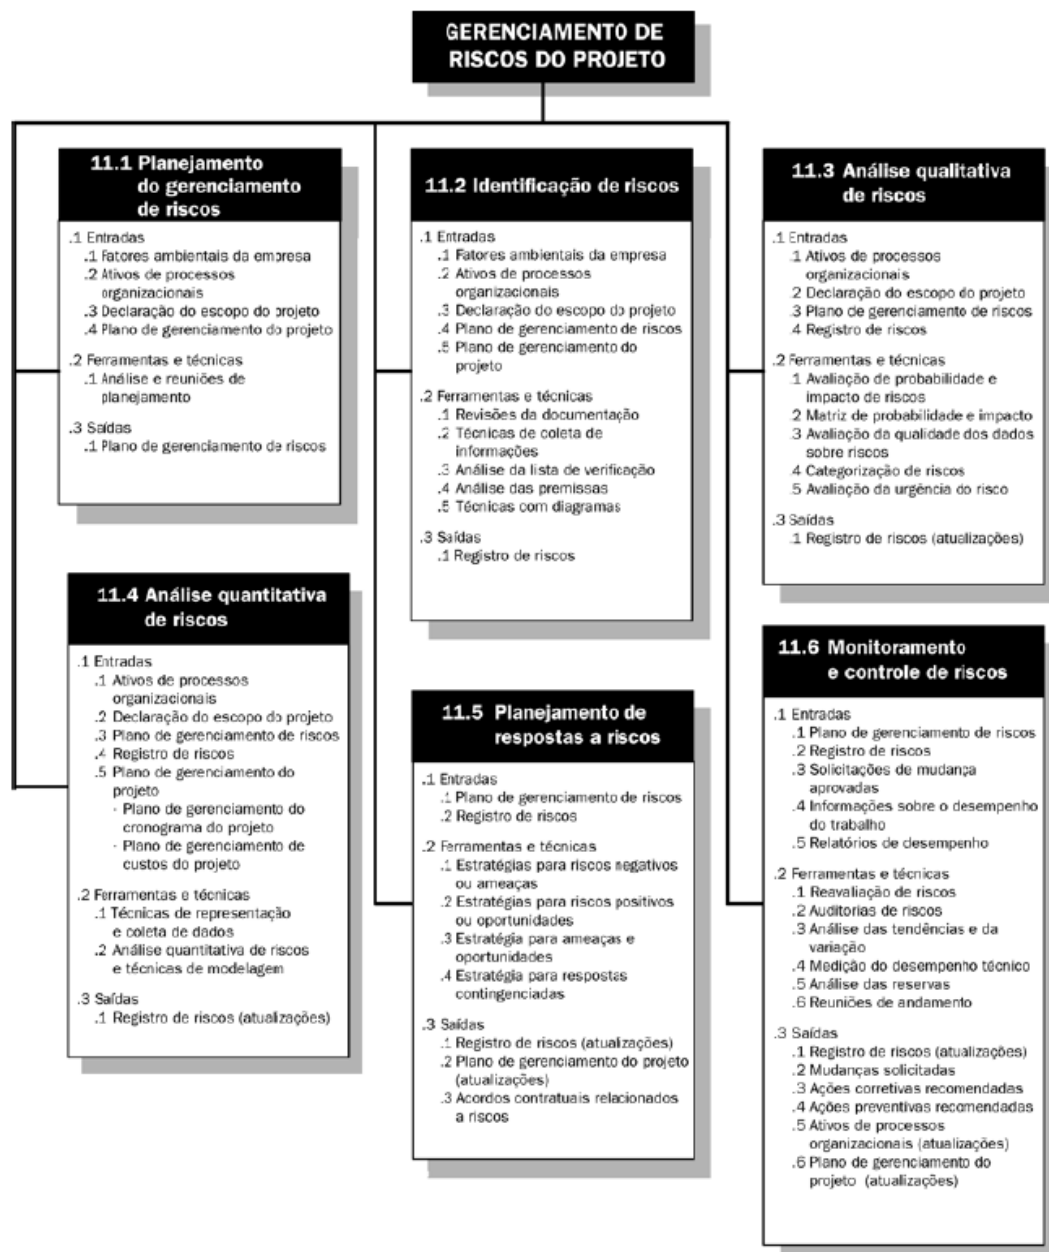 GERENCIAMENTO DE
RISCOS DO PROJETO
11.1 Planejamento
do gerenciamento
de riscos
.1 Entradas
.1 Fatores ambientais da empresa
.2 Ativos de processos
organizacionais
.3 Declaração do escopo do projeto
.4 Plano de gerenciamento do projeto
.2 Ferramentas e técnicas
.1 Análise e reuniões de
planejamento
.3 Saídas
.1 Plano de gerenciamento de riscos
11.2 Identificação de riscos
.1 Entradas
.1 Fatores ambientais da empresa
.2 Ativos de processos
organizacionais
.3 Declaração do escopo do projeto
.4 Plano de gerenciamento de riscos
.5 Plano de gerenciamento do
projeto
.2 Ferramentas e técnicas
.1 Revisões da documentação
.2 Técnicas de coleta de
informações
.3 Análise da lista de verificação
.4 Análise das premissas
.5 Técnicas com diagramas
.3 Saídas
.1 Registro de riscos
11.3 Análise qualitativa
de riscos
.1 Entradas
.1 Ativos de processos
organizacionais
.2 Declaração do escopo do projeto
.3 Plano de gerenciamento de riscos
.4 Registro de riscos
.2 Ferramentas e técnicas
.1 Avaliação de probabilidade e
impacto de riscos
.2 Matriz de probabilidade e impacto
.3 Avaliação da qualidade dos dados
sobre riscos
.4 Categorização de riscos
.5 Avaliação da urgência do risco
.3 Saídas
.1 Registro de riscos (atualizações)
11.4 Análise quantitativa
de riscos
.1 Entradas
.1 Ativos de processos
organizacionais
.2 Declaração do escopo do projeto
.3 Plano de gerenciamento de riscos
.4 Registro de riscos
.5 Plano de gerenciamento do
projeto
- Plano de gerenciamento do
cronograma do projeto
- Plano de gerenciamento de
custos do projeto
.2 Ferramentas e técnicas
.1 Técnicas de representação
e coleta de dados
.2 Análise quantitativa de riscos
e técnicas de modelagem
.3 Saídas
.1 Registro de riscos (atualizações)
11.5 Planejamento de
respostas a riscos
.1 Entradas
.1 Plano de gerenciamento de riscos
.2 Registro de riscos
.2 Ferramentas e técnicas
.1 Estratégias para riscos negativos
ou ameaças
.2 Estratégias para riscos positivos
ou oportunidades
.3 Estratégia para ameaças e
oportunidades
.4 Estratégia para respostas
contingenciadas
.3 Saídas
.1 Registro de riscos (atualizações)
.2 Plano de gerenciamento do projeto
(atualizações)
.3 Acordos contratuais relacionados
a riscos
11.6 Monitoramento
e controle de riscos
.1 Entradas
.1 Plano de gerenciamento de riscos
.2 Registro de riscos
.3 Solicitações de mudança
aprovadas
.4 Informações sobre o desempenho
do trabalho
.5 Relatórios de desempenho
.2 Ferramentas e técnicas
.1 Reavaliação de riscos
.2 Auditorias de riscos
.3 Análise das tendências e da
variação
.4 Medição do desempenho técnico
.5 Análise das reservas
.6 Reuniões de andamento
.3 Saídas
.1 Registro de riscos (atualizações)
.2 Mudanças solicitadas
.3 Ações corretivas recomendadas
.4 Ações preventivas recomendadas
.5 Ativos de processos
organizacionais (atualizações)
.6 Plano de gerenciamento do
projeto (atualizações)